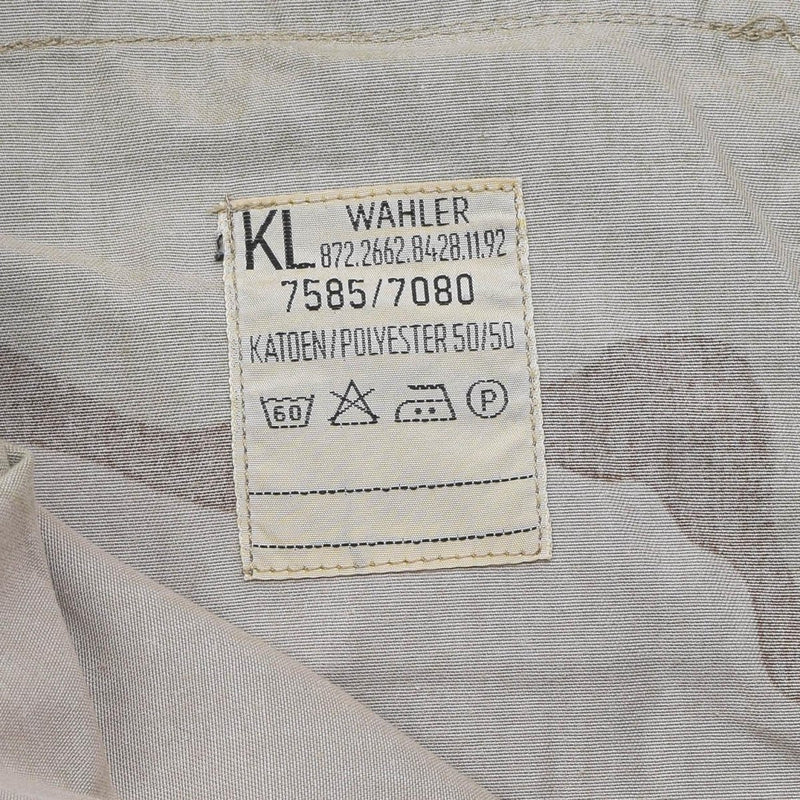 KL WAHLER
872.2662.8428.11.92
7585/7080
KATOEN/POLYESTER 50/50
60 P